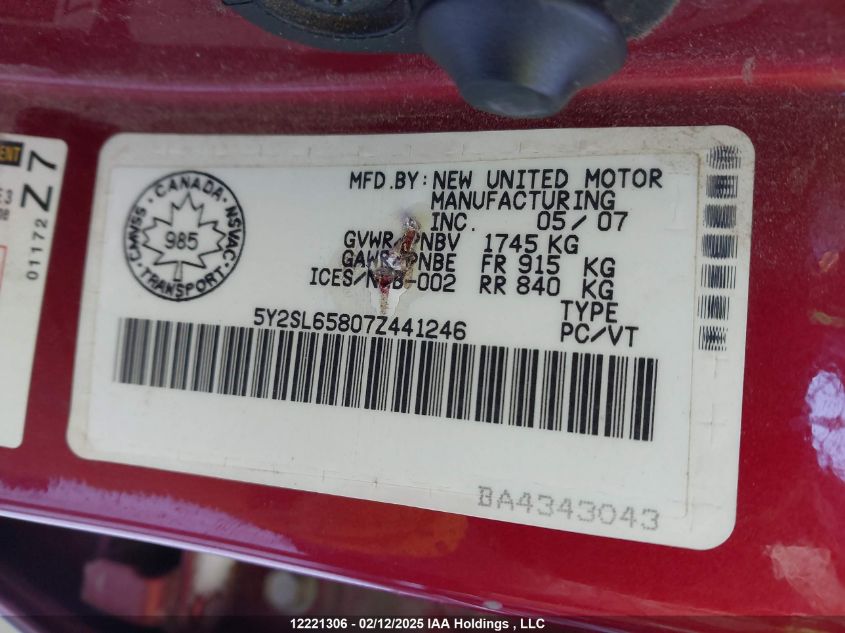 ENT
Z7
E3
01172
CANADA
CMVSS
NSVAC
985
TRANSPORT
MFD.BY: NEW UNITED MOTOR
MANUFACTURING
INC. 05/07
GVWR/PNBV 1745 KG
GAWR/PNBE FR 915 KG
ICES/N B-002 RR 840 KG
TYPE
5Y2SL65807Z441246 PC/VT
BA4343043
12221306 - 02/12/2025 IAA Holdings , LLC